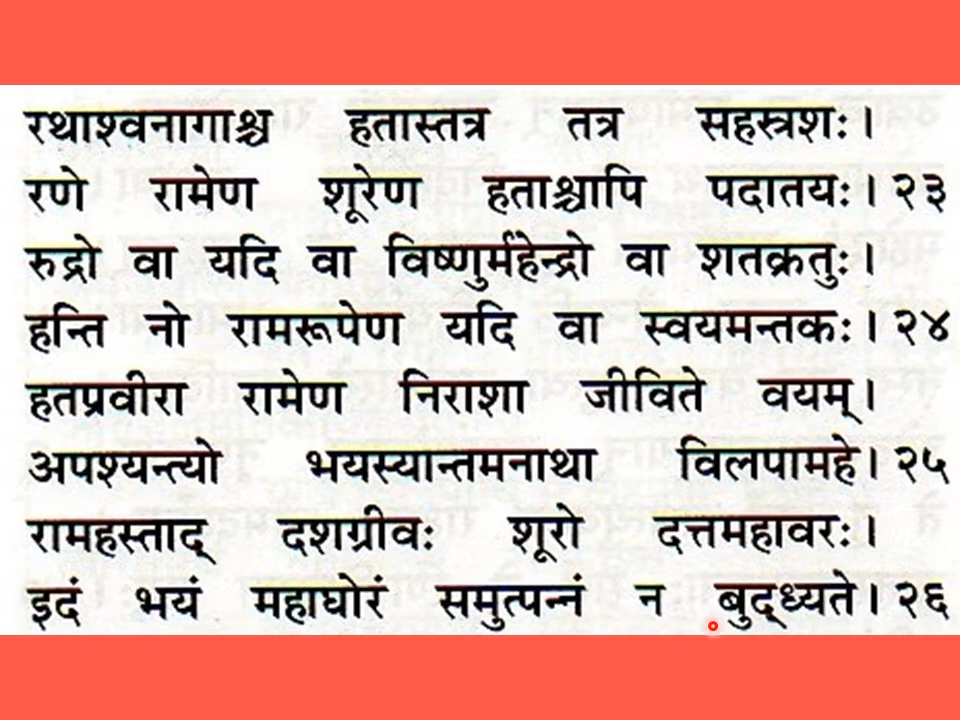 रथाश्वनागाश्च हतास्तत्र तत्र सहस्रशः।
रणे रामेण शूरेण हताश्चापि पदातयः। २३
रुद्रो वा यदि वा विष्णुर्महेन्द्रो वा शतक्रतुः।
हन्ति नो रामरूपेण यदि वा स्वयमन्तकः। २४
हतप्रवीरा रामेण निराशा जीविते वयम्।
अपश्यन्त्यो भयस्यान्तमनाथा विलपामहे। २५
रामहस्ताद् दशग्रीवः शूरो दत्तमहावरः।
इदं भयं महाघोरं समुत्पन्नं न बुद्ध्यते। २६